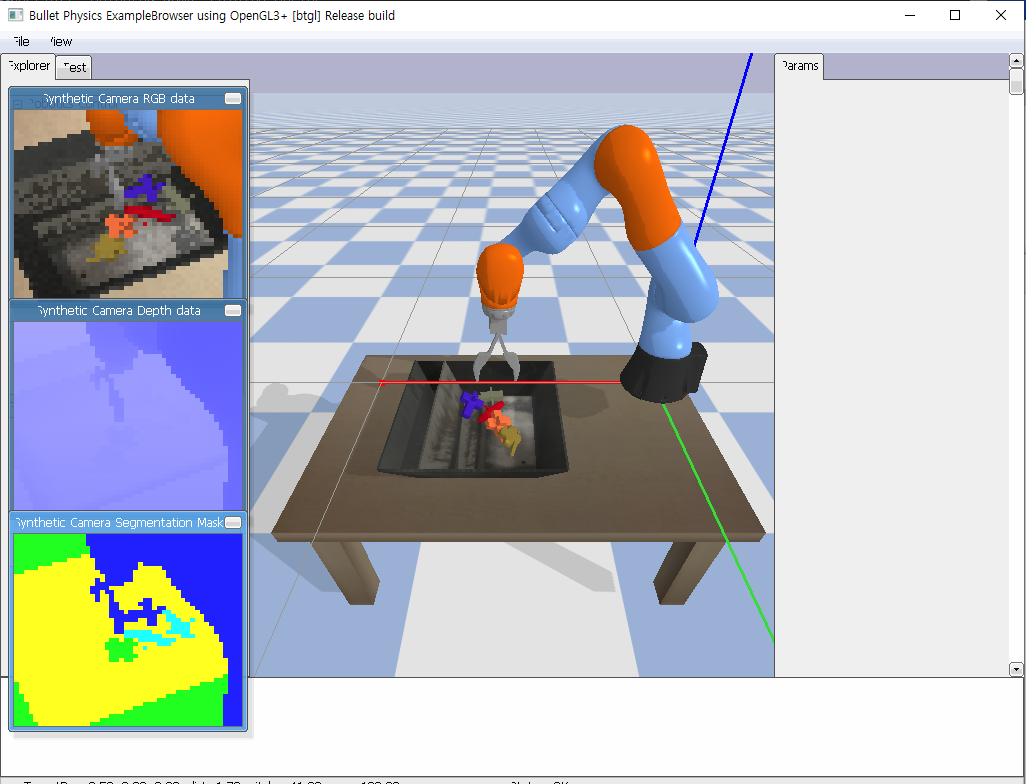 Bullet Physics ExampleBrowser using OpenGL3+ [btgl] Release build
File View
Explorer Test
Params
Synthetic Camera RGB data
Synthetic Camera Depth data
Synthetic Camera Segmentation Mask